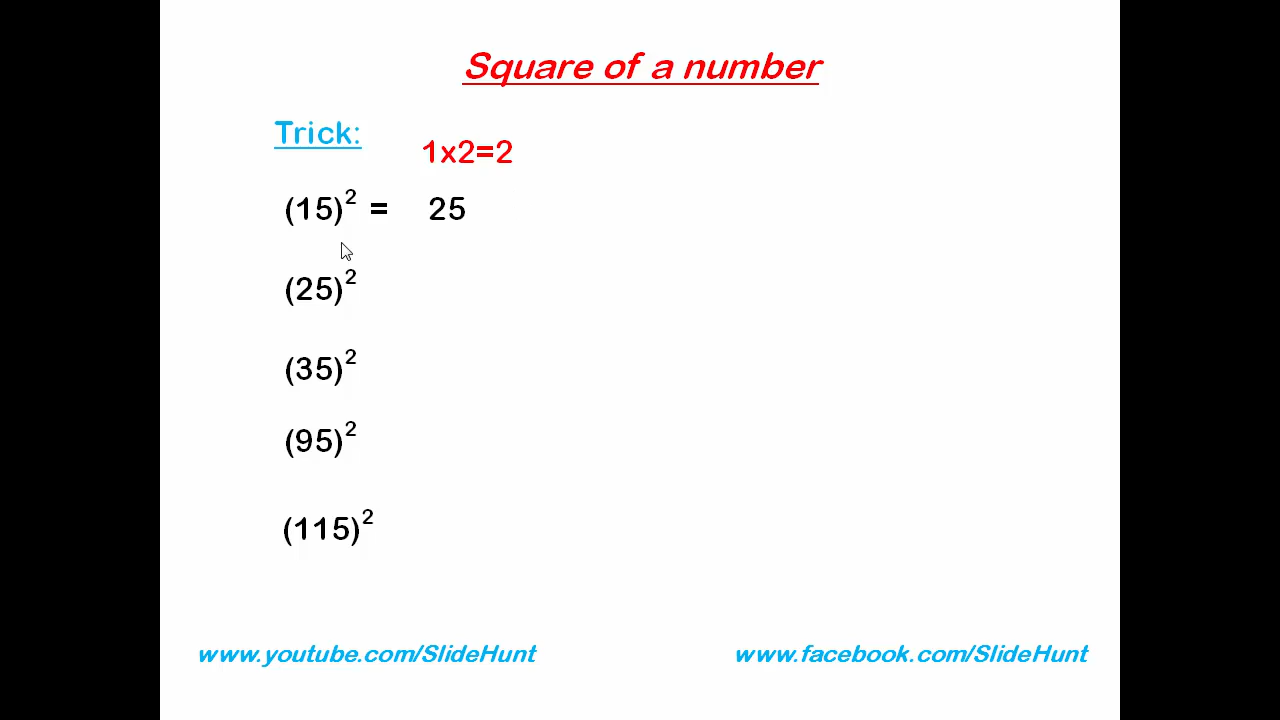 Square of a number
Trick:
1x2=2
(15)² = 25
(25)²
(35)²
(95)²
(115)²
www.youtube.com/SlideHunt
www.facebook.com/SlideHunt